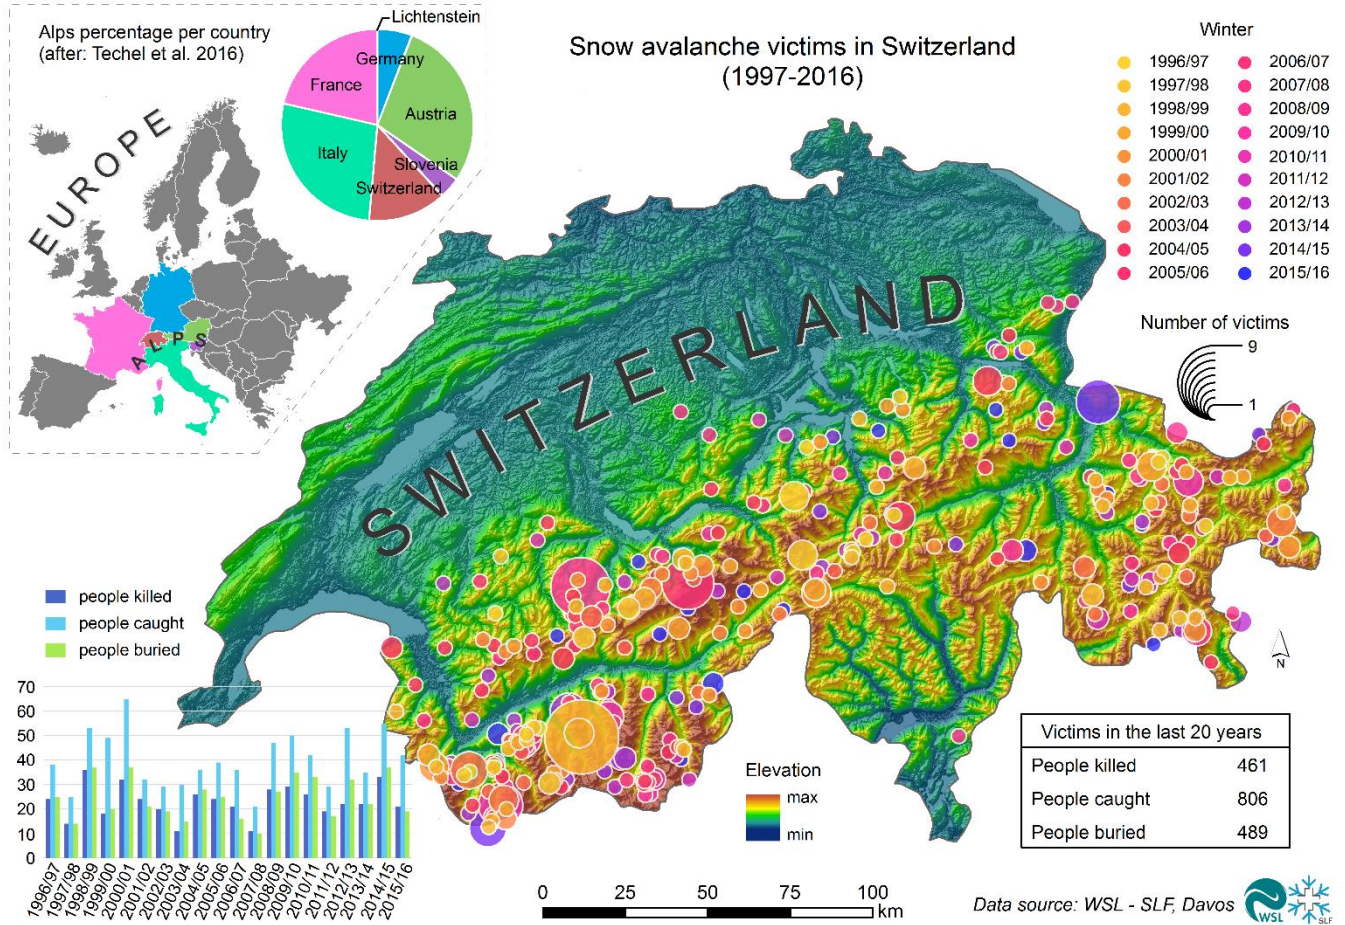 Alps percentage per country
(after: Techel et al. 2016)
Lichtenstein
Germany
France
Austria
Italy
Slovenia
Switzerland
EUROPE
ALPS
Snow avalanche victims in Switzerland
(1997-2016)
Winter
1996/97 2006/07
1997/98 2007/08
1998/99 2008/09
1999/00 2009/10
2000/01 2010/11
2001/02 2011/12
2002/03 2012/13
2003/04 2013/14
2004/05 2014/15
2005/06 2015/16
Number of victims
9
1
SWITZERLAND
N
people killed
people caught
people buried
70
60
50
40
30
20
10
0
1996/97
1997/98
1998/99
1999/00
2000/01
2001/02
2002/03
2003/04
2004/05
2005/06
2006/07
2007/08
2008/09
2009/10
2010/11
2011/12
2012/13
2013/14
2014/15
2015/16
Elevation
max
min
0 25 50 75 100
km
Victims in the last 20 years
People killed 461
People caught 806
People buried 489
Data source: WSL - SLF, Davos
WSL
SLF